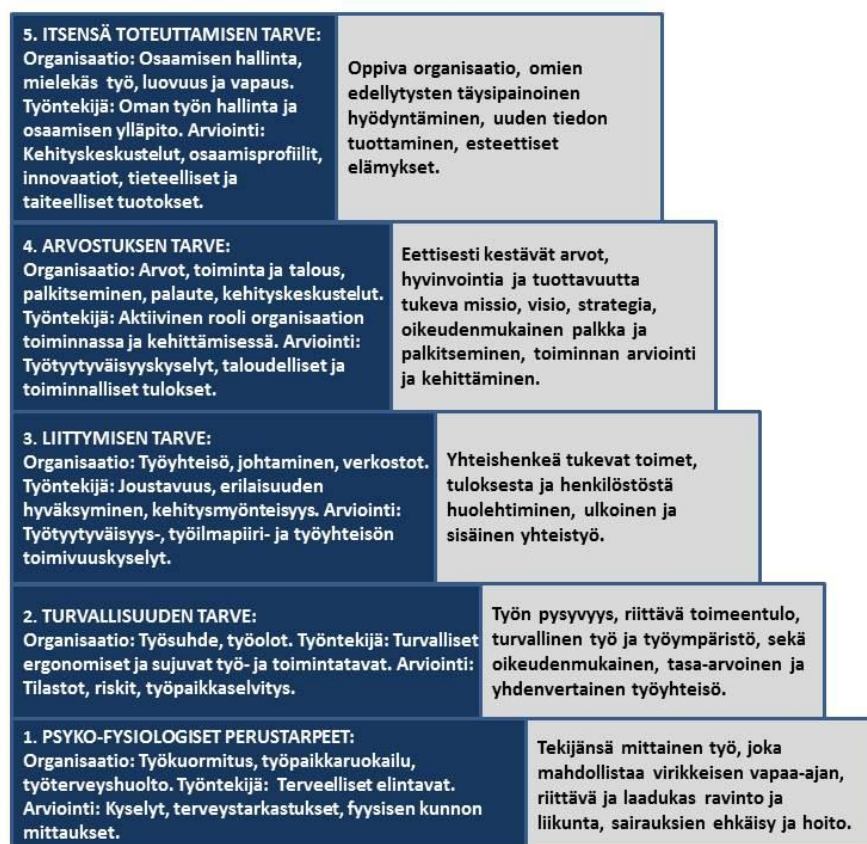 5. ITSENSÄ TOTEUTTAMISEN TARVE:
Organisaatio: Osaamisen hallinta,
mielekäs työ, luovuus ja vapaus.
Työntekijä: Oman työn hallinta ja
osaamisen ylläpito. Arviointi:
Kehityskeskustelut, osaamisprofiilit,
innovaatiot, tieteelliset ja
taiteelliset tuotokset.
Oppiva organisaatio, omien
edellytysten täysipainoinen
hyödyntäminen, uuden tiedon
tuottaminen, esteettiset
elämykset.
4. ARVOSTUKSEN TARVE:
Organisaatio: Arvot, toiminta ja talous,
palkitseminen, palaute, kehityskeskustelut.
Työntekijä: Aktiivinen rooli organisaation
toiminnassa ja kehittämisessä. Arviointi:
Työtyytyväisyyskyselyt, taloudelliset ja
toiminnalliset tulokset.
Eettisesti kestävät arvot,
hyvinvointia ja tuottavuutta
tukeva missio, visio, strategia,
oikeudenmukainen palkka ja
palkitseminen, toiminnan arviointi
ja kehittäminen.
3. LIITTYMISEN TARVE:
Organisaatio: Työyhteisö, johtaminen, verkostot.
Työntekijä: Joustavuus, erilaisuuden
hyväksyminen, kehitysmyönteisyys. Arviointi:
Työtyytyväisyys-, työilmapiiri- ja työyhteisön
toimivuuskyselyt.
Yhteishenkeä tukevat toimet,
tuloksesta ja henkilöstöstä
huolehtiminen, ulkoinen ja
sisäinen yhteistyö.
2. TURVALLISUUDEN TARVE:
Organisaatio: Työsuhde, työolot. Työntekijä: Turvalliset
ergonomiset ja sujuvat työ- ja toimintatavat. Arviointi:
Tilastot, riskit, työpaikkaselvitys.
Työn pysyvyys, riittävä toimeentulo,
turvallinen työ ja työympäristö, sekä
oikeudenmukainen, tasa-arvoinen ja
yhdenvertainen työyhteisö.
1. PSYKO-FYSIOLOGISET PERUSTARPEET:
Organisaatio: Työkuormitus, työpaikkaruokailu,
työterveyshuolto. Työntekijä: Terveelliset elintavat.
Arviointi: Kyselyt, terveystarkastukset, fyysisen kunnon
mittaukset.
Tekijänsä mittainen työ, joka
mahdollistaa virikkeisen vapaa-ajan,
riittävä ja laadukas ravinto ja
liikunta, sairauksien ehkäisy ja hoito.